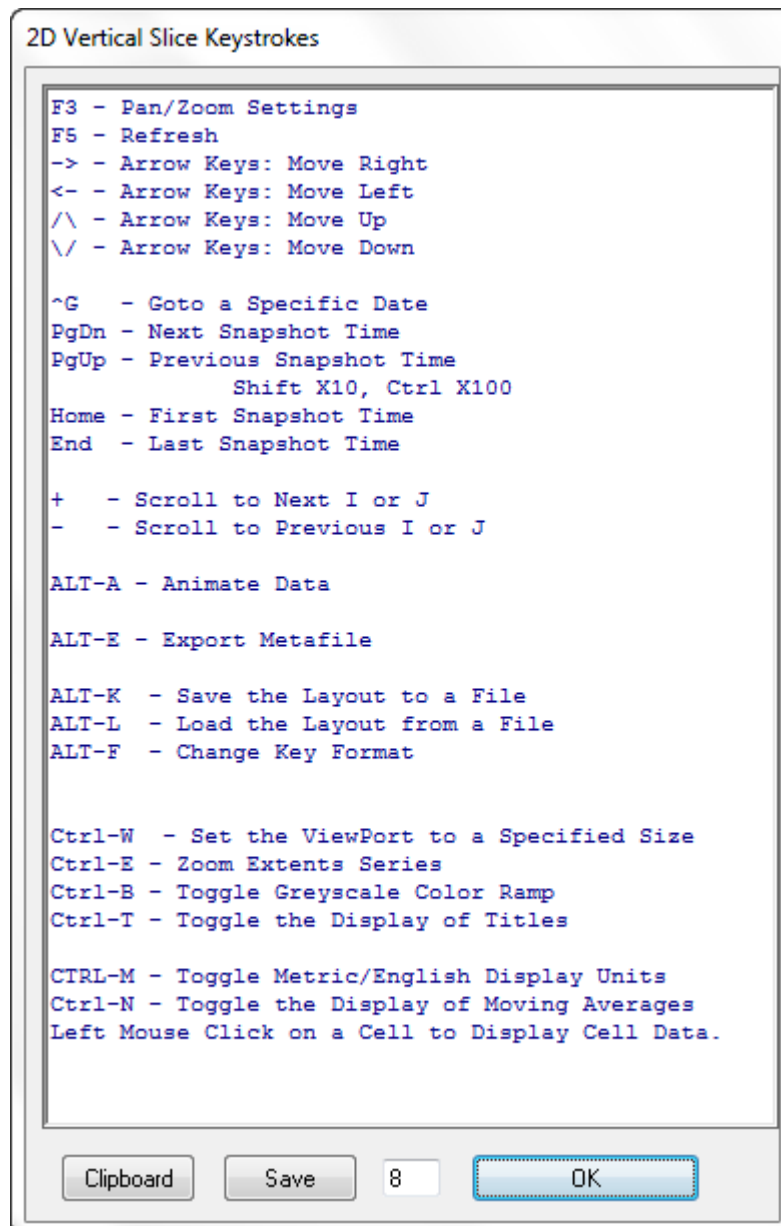 2D Vertical Slice Keystrokes
F3 - Pan/Zoom Settings
F5 - Refresh
-> - Arrow Keys: Move Right
<- - Arrow Keys: Move Left
/\ - Arrow Keys: Move Up
\/ - Arrow Keys: Move Down
^G - Goto a Specific Date
PgDn - Next Snapshot Time
PgUp - Previous Snapshot Time
Shift X10, Ctrl X100
Home - First Snapshot Time
End - Last Snapshot Time
+ - Scroll to Next I or J
- - Scroll to Previous I or J
ALT-A - Animate Data
ALT-E - Export Metafile
ALT-K - Save the Layout to a File
ALT-L - Load the Layout from a File
ALT-F - Change Key Format
Ctrl-W - Set the ViewPort to a Specified Size
Ctrl-E - Zoom Extents Series
Ctrl-B - Toggle Greyscale Color Ramp
Ctrl-T - Toggle the Display of Titles
CTRL-M - Toggle Metric/English Display Units
Ctrl-N - Toggle the Display of Moving Averages
Left Mouse Click on a Cell to Display Cell Data.
Clipboard Save 8 OK